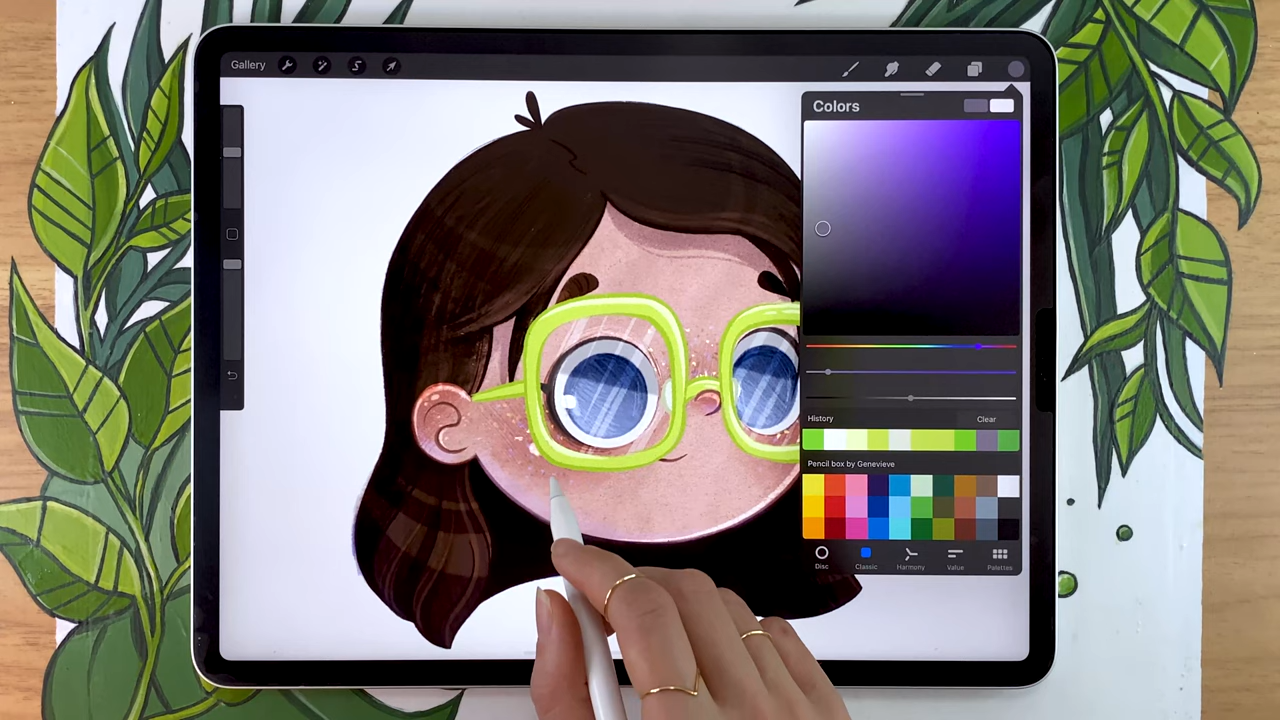 Gallery
Colors
History Clear
Pencil box by Genevieve
Disc Classic Harmony Value Palettes